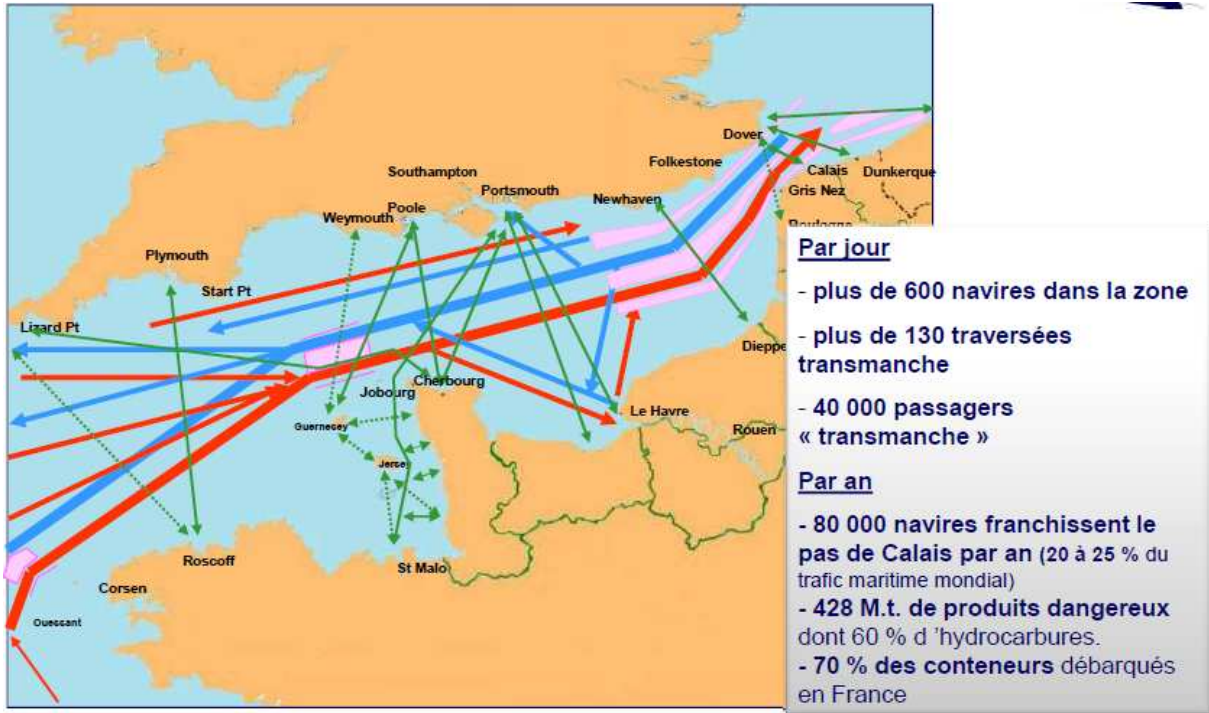 Dover
Folkestone
Calais
Dunkerque
Gris Nez
Boulogne
Southampton
Portsmouth
Newhaven
Poole
Weymouth
Plymouth
Start Pt
Lizard Pt
Dieppe
Cherbourg
Jobourg
Le Havre
Guernesey
Rouen
Jersey
Roscoff
St Malo
Corsen
Ouessant
Par jour
- plus de 600 navires dans la zone
- plus de 130 traversées
transmanche
- 40 000 passagers
« transmanche »
Par an
- 80 000 navires franchissent le
pas de Calais par an (20 à 25 % du
trafic maritime mondial)
- 428 M.t. de produits dangereux
dont 60 % d 'hydrocarbures.
- 70 % des conteneurs débarqués
en France